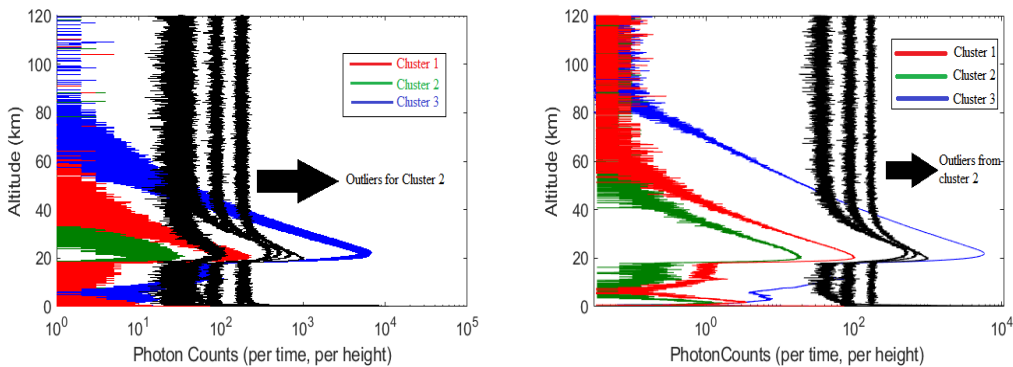 120
100
80
60
40
20
0
Altitude (km)
Cluster 1
Cluster 2
Cluster 3
Outliers for Cluster 2
10^0
10^1
10^2
10^3
10^4
10^5
Photon Counts (per time, per height)
120
100
80
60
40
20
0
Altitude (km)
Cluster 1
Cluster 2
Cluster 3
Outliers from
cluster 2
10^0
10^2
10^4
PhotonCounts (per time, per height)